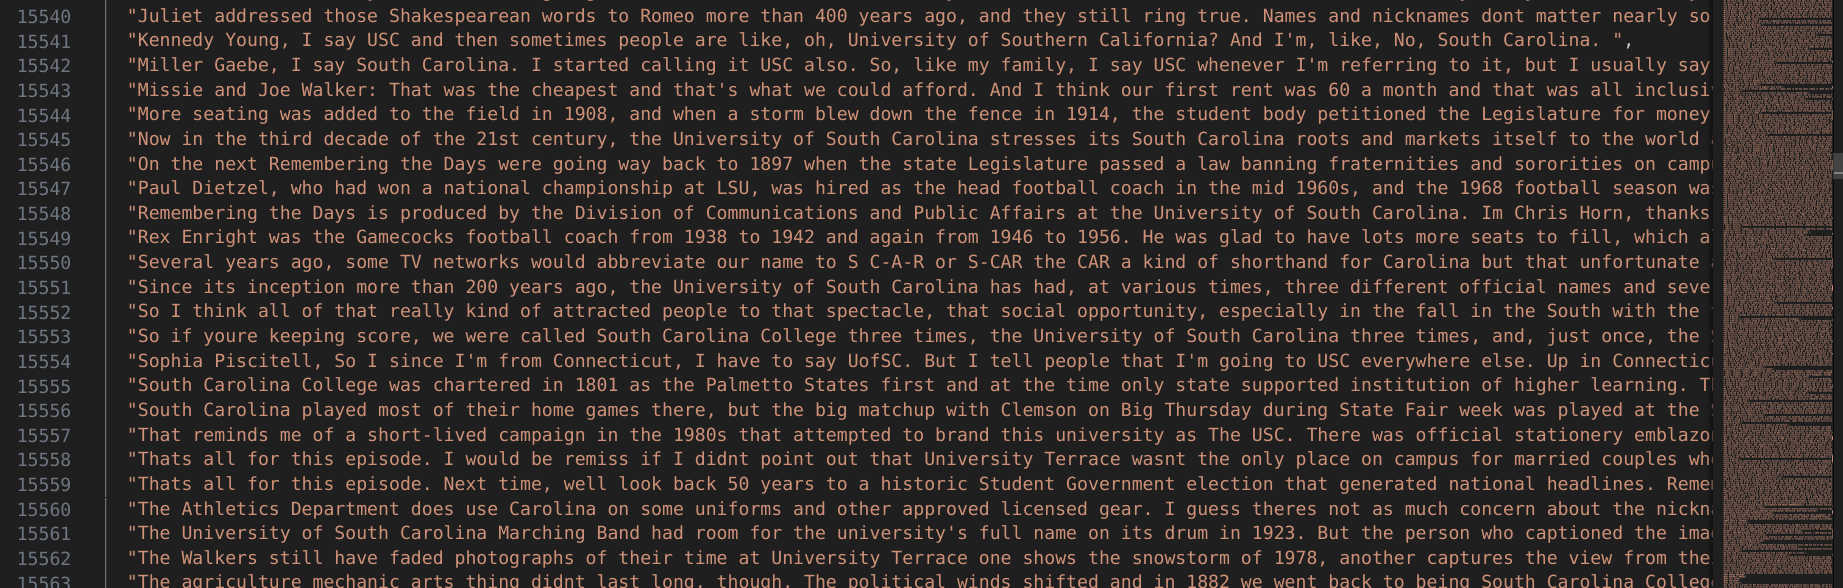 15540 "Juliet addressed those Shakespearean words to Romeo more than 400 years ago, and they still ring true. Names and nicknames dont matter nearly so
15541 "Kennedy Young, I say USC and then sometimes people are like, oh, University of Southern California? And I'm, like, No, South Carolina. ",
15542 "Miller Gaebe, I say South Carolina. I started calling it USC also. So, like my family, I say USC whenever I'm referring to it, but I usually say
15543 "Missie and Joe Walker: That was the cheapest and that's what we could afford. And I think our first rent was 60 a month and that was all inclusi
15544 "More seating was added to the field in 1908, and when a storm blew down the fence in 1914, the student body petitioned the Legislature for money
15545 "Now in the third decade of the 21st century, the University of South Carolina stresses its South Carolina roots and markets itself to the world
15546 "On the next Remembering the Days were going way back to 1897 when the state Legislature passed a law banning fraternities and sororities on camp
15547 "Paul Dietzel, who had won a national championship at LSU, was hired as the head football coach in the mid 1960s, and the 1968 football season wa
15548 "Remembering the Days is produced by the Division of Communications and Public Affairs at the University of South Carolina. Im Chris Horn, thanks
15549 "Rex Enright was the Gamecocks football coach from 1938 to 1942 and again from 1946 to 1956. He was glad to have lots more seats to fill, which a
15550 "Several years ago, some TV networks would abbreviate our name to S C-A-R or S-CAR the CAR a kind of shorthand for Carolina but that unfortunate
15551 "Since its inception more than 200 years ago, the University of South Carolina has had, at various times, three different official names and seve
15552 "So I think all of that really kind of attracted people to that spectacle, that social opportunity, especially in the fall in the South with the
15553 "So if youre keeping score, we were called South Carolina College three times, the University of South Carolina three times, and, just once, the
15554 "Sophia Piscitell, So I since I'm from Connecticut, I have to say UofSC. But I tell people that I'm going to USC everywhere else. Up in Connectic
15555 "South Carolina College was chartered in 1801 as the Palmetto States first and at the time only state supported institution of higher learning. T
15556 "South Carolina played most of their home games there, but the big matchup with Clemson on Big Thursday during State Fair week was played at the
15557 "That reminds me of a short-lived campaign in the 1980s that attempted to brand this university as The USC. There was official stationery emblazo
15558 "Thats all for this episode. I would be remiss if I didnt point out that University Terrace wasnt the only place on campus for married couples wh
15559 "Thats all for this episode. Next time, well look back 50 years to a historic Student Government election that generated national headlines. Reme
15560 "The Athletics Department does use Carolina on some uniforms and other approved licensed gear. I guess theres not as much concern about the nickn
15561 "The University of South Carolina Marching Band had room for the university's full name on its drum in 1923. But the person who captioned the ima
15562 "The Walkers still have faded photographs of their time at University Terrace one shows the snowstorm of 1978, another captures the view from the
15563 "The agriculture mechanic arts thing didnt last long, though. The political winds shifted and in 1882 we went back to being South Carolina Colleg